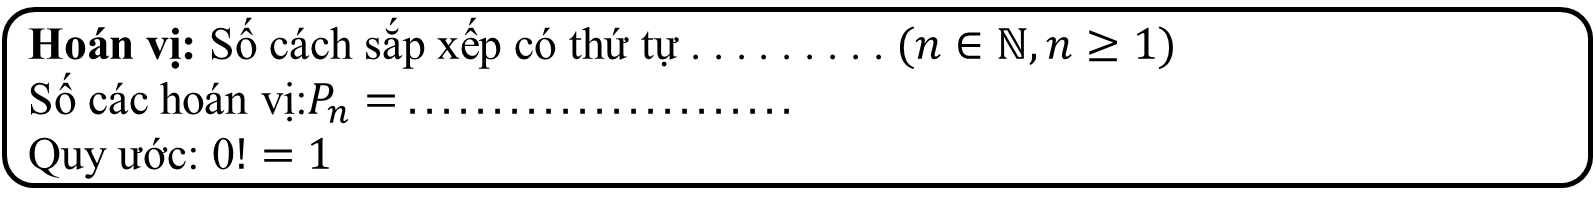 Hoán vị: Số cách sắp xếp có thứ tự . . . . . . . . . (𝑛 ∈ ℕ, 𝑛 ≥ 1)
Số các hoán vị:𝑃ₙ = . . . . . . . . . . . . . . . . . . . . . . .
Quy ước: 0! = 1